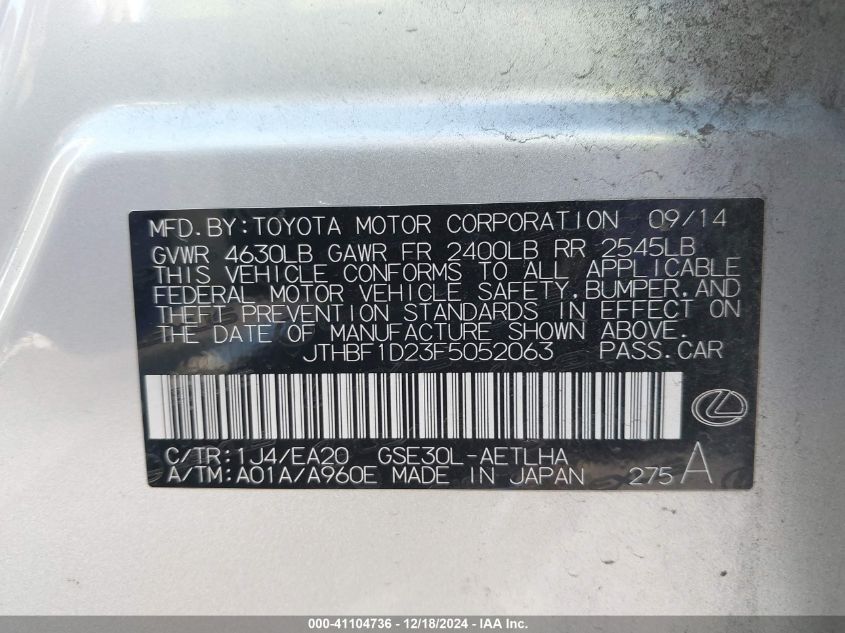 MFD.BY:TOYOTA MOTOR CORPORATION 09/14
GVWR 4630LB GAWR FR 2400LB RR 2545LB
THIS VEHICLE CONFORMS TO ALL APPLICABLE
FEDERAL MOTOR VEHICLE SAFETY,BUMPER,AND
THEFT PREVENTION STANDARDS IN EFFECT ON
THE DATE OF MANUFACTURE SHOWN ABOVE.
JTHBF1D23F5052063 PASS.CAR
C/TR:1J4/EA20 GSE30L-AETLHA
A/TM:A01A/A960E MADE IN JAPAN 275A
000-41104736 - 12/18/2024 - IAA Inc.